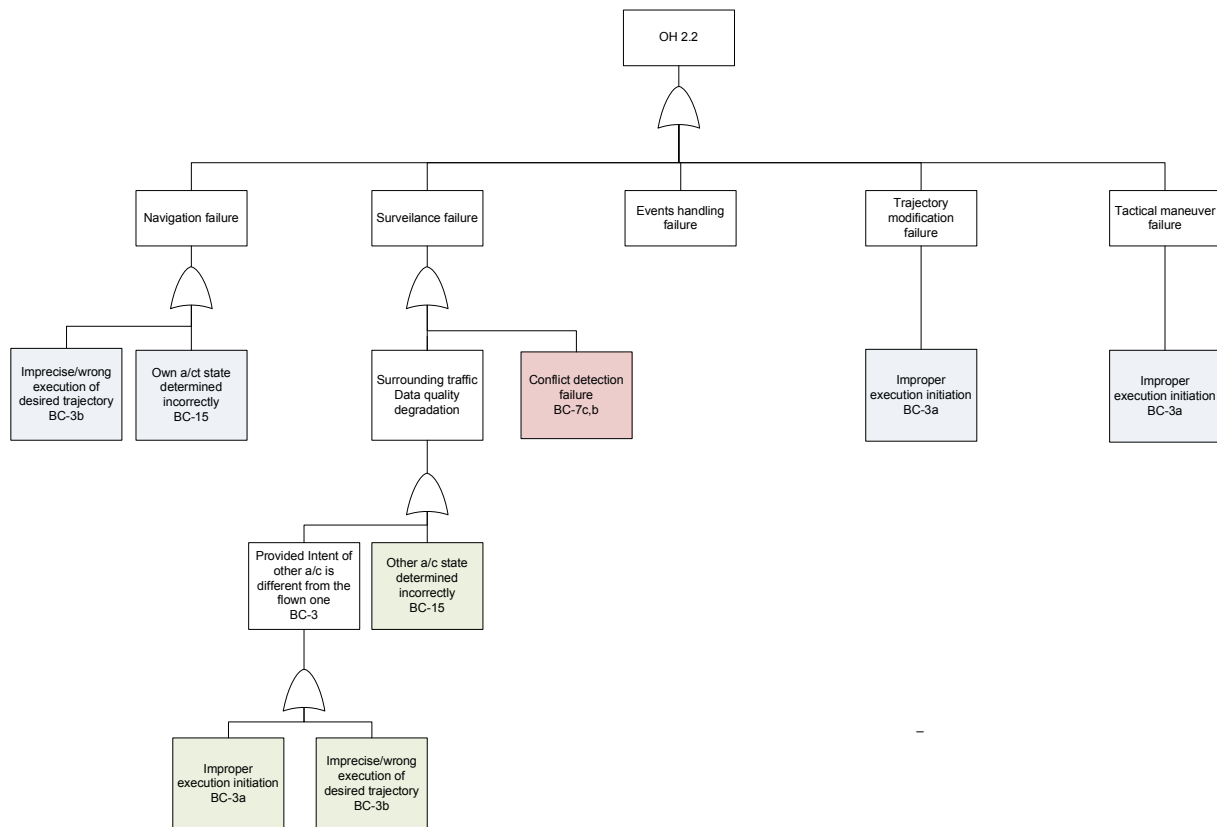 OH 2.2
Navigation failure
Surveilance failure
Events handling
failure
Trajectory
modification
failure
Tactical maneuver
failure
Imprecise/wrong
execution of
desired trajectory
BC-3b
Own a/ct state
determined
incorrectly
BC-15
Surrounding traffic
Data quality
degradation
Conflict detection
failure
BC-7c,b
Improper
execution initiation
BC-3a
Improper
execution initiation
BC-3a
Provided Intent of
other a/c is
different from the
flown one
BC-3
Other a/c state
determined
incorrectly
BC-15
Improper
execution initiation
BC-3a
Imprecise/wrong
execution of
desired trajectory
BC-3b